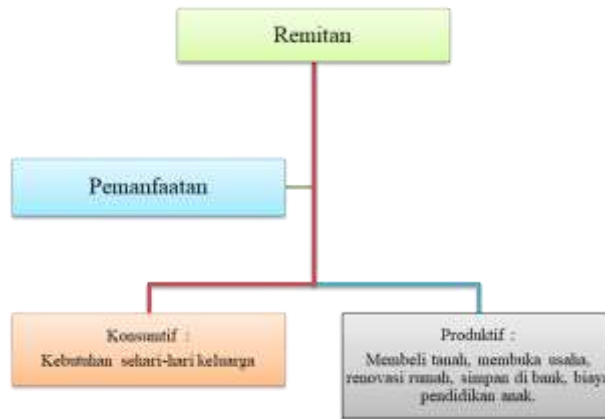 Remitan
Pemanfaatan
Konsumtif :
Kebutuhan sehari-hari keluarga
Produktif :
Membeli tanah, membuka usaha,
renovasi rumah, simpan di bank, biaya
pendidikan anak.